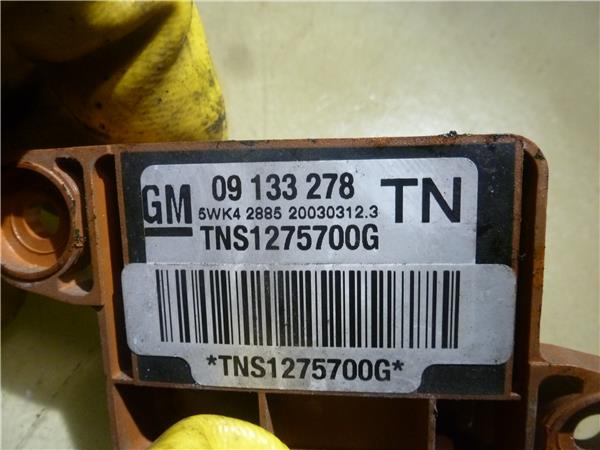 GM 09 133 278 TN
5WK4 2885 20030312.3
TNS1275700G
*TNS1275700G*